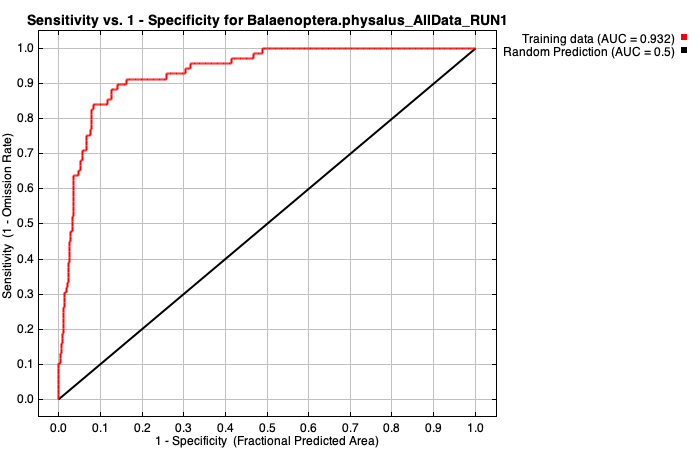 Sensitivity vs. 1 - Specificity for Balaenoptera.physalus_AllData_RUN1
Training data (AUC = 0.932)
Random Prediction (AUC = 0.5)
Sensitivity (1 - Omission Rate)
1.0
0.9
0.8
0.7
0.6
0.5
0.4
0.3
0.2
0.1
0.0
0.0 0.1 0.2 0.3 0.4 0.5 0.6 0.7 0.8 0.9 1.0
1 - Specificity (Fractional Predicted Area)